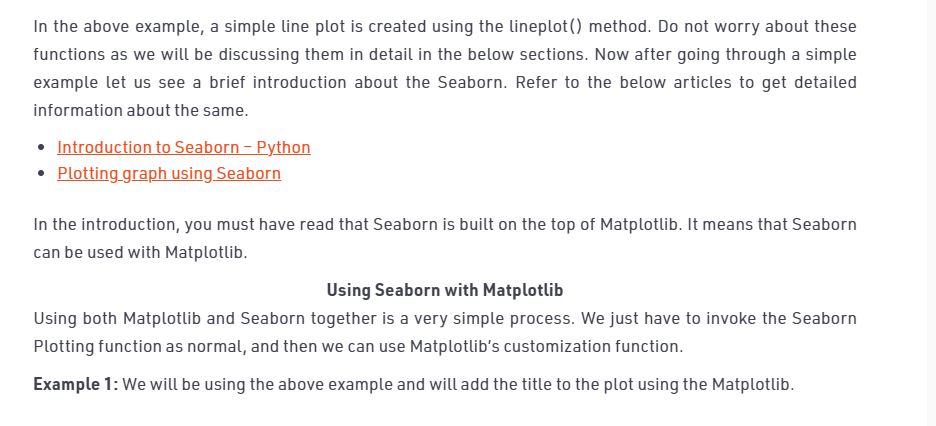 In the above example, a simple line plot is created using the lineplot() method. Do not worry about these
functions as we will be discussing them in detail in the below sections. Now after going through a simple
example let us see a brief introduction about the Seaborn. Refer to the below articles to get detailed
information about the same.
• Introduction to Seaborn – Python
• Plotting graph using Seaborn
In the introduction, you must have read that Seaborn is built on the top of Matplotlib. It means that Seaborn
can be used with Matplotlib.
Using Seaborn with Matplotlib
Using both Matplotlib and Seaborn together is a very simple process. We just have to invoke the Seaborn
Plotting function as normal, and then we can use Matplotlib’s customization function.
Example 1: We will be using the above example and will add the title to the plot using the Matplotlib.